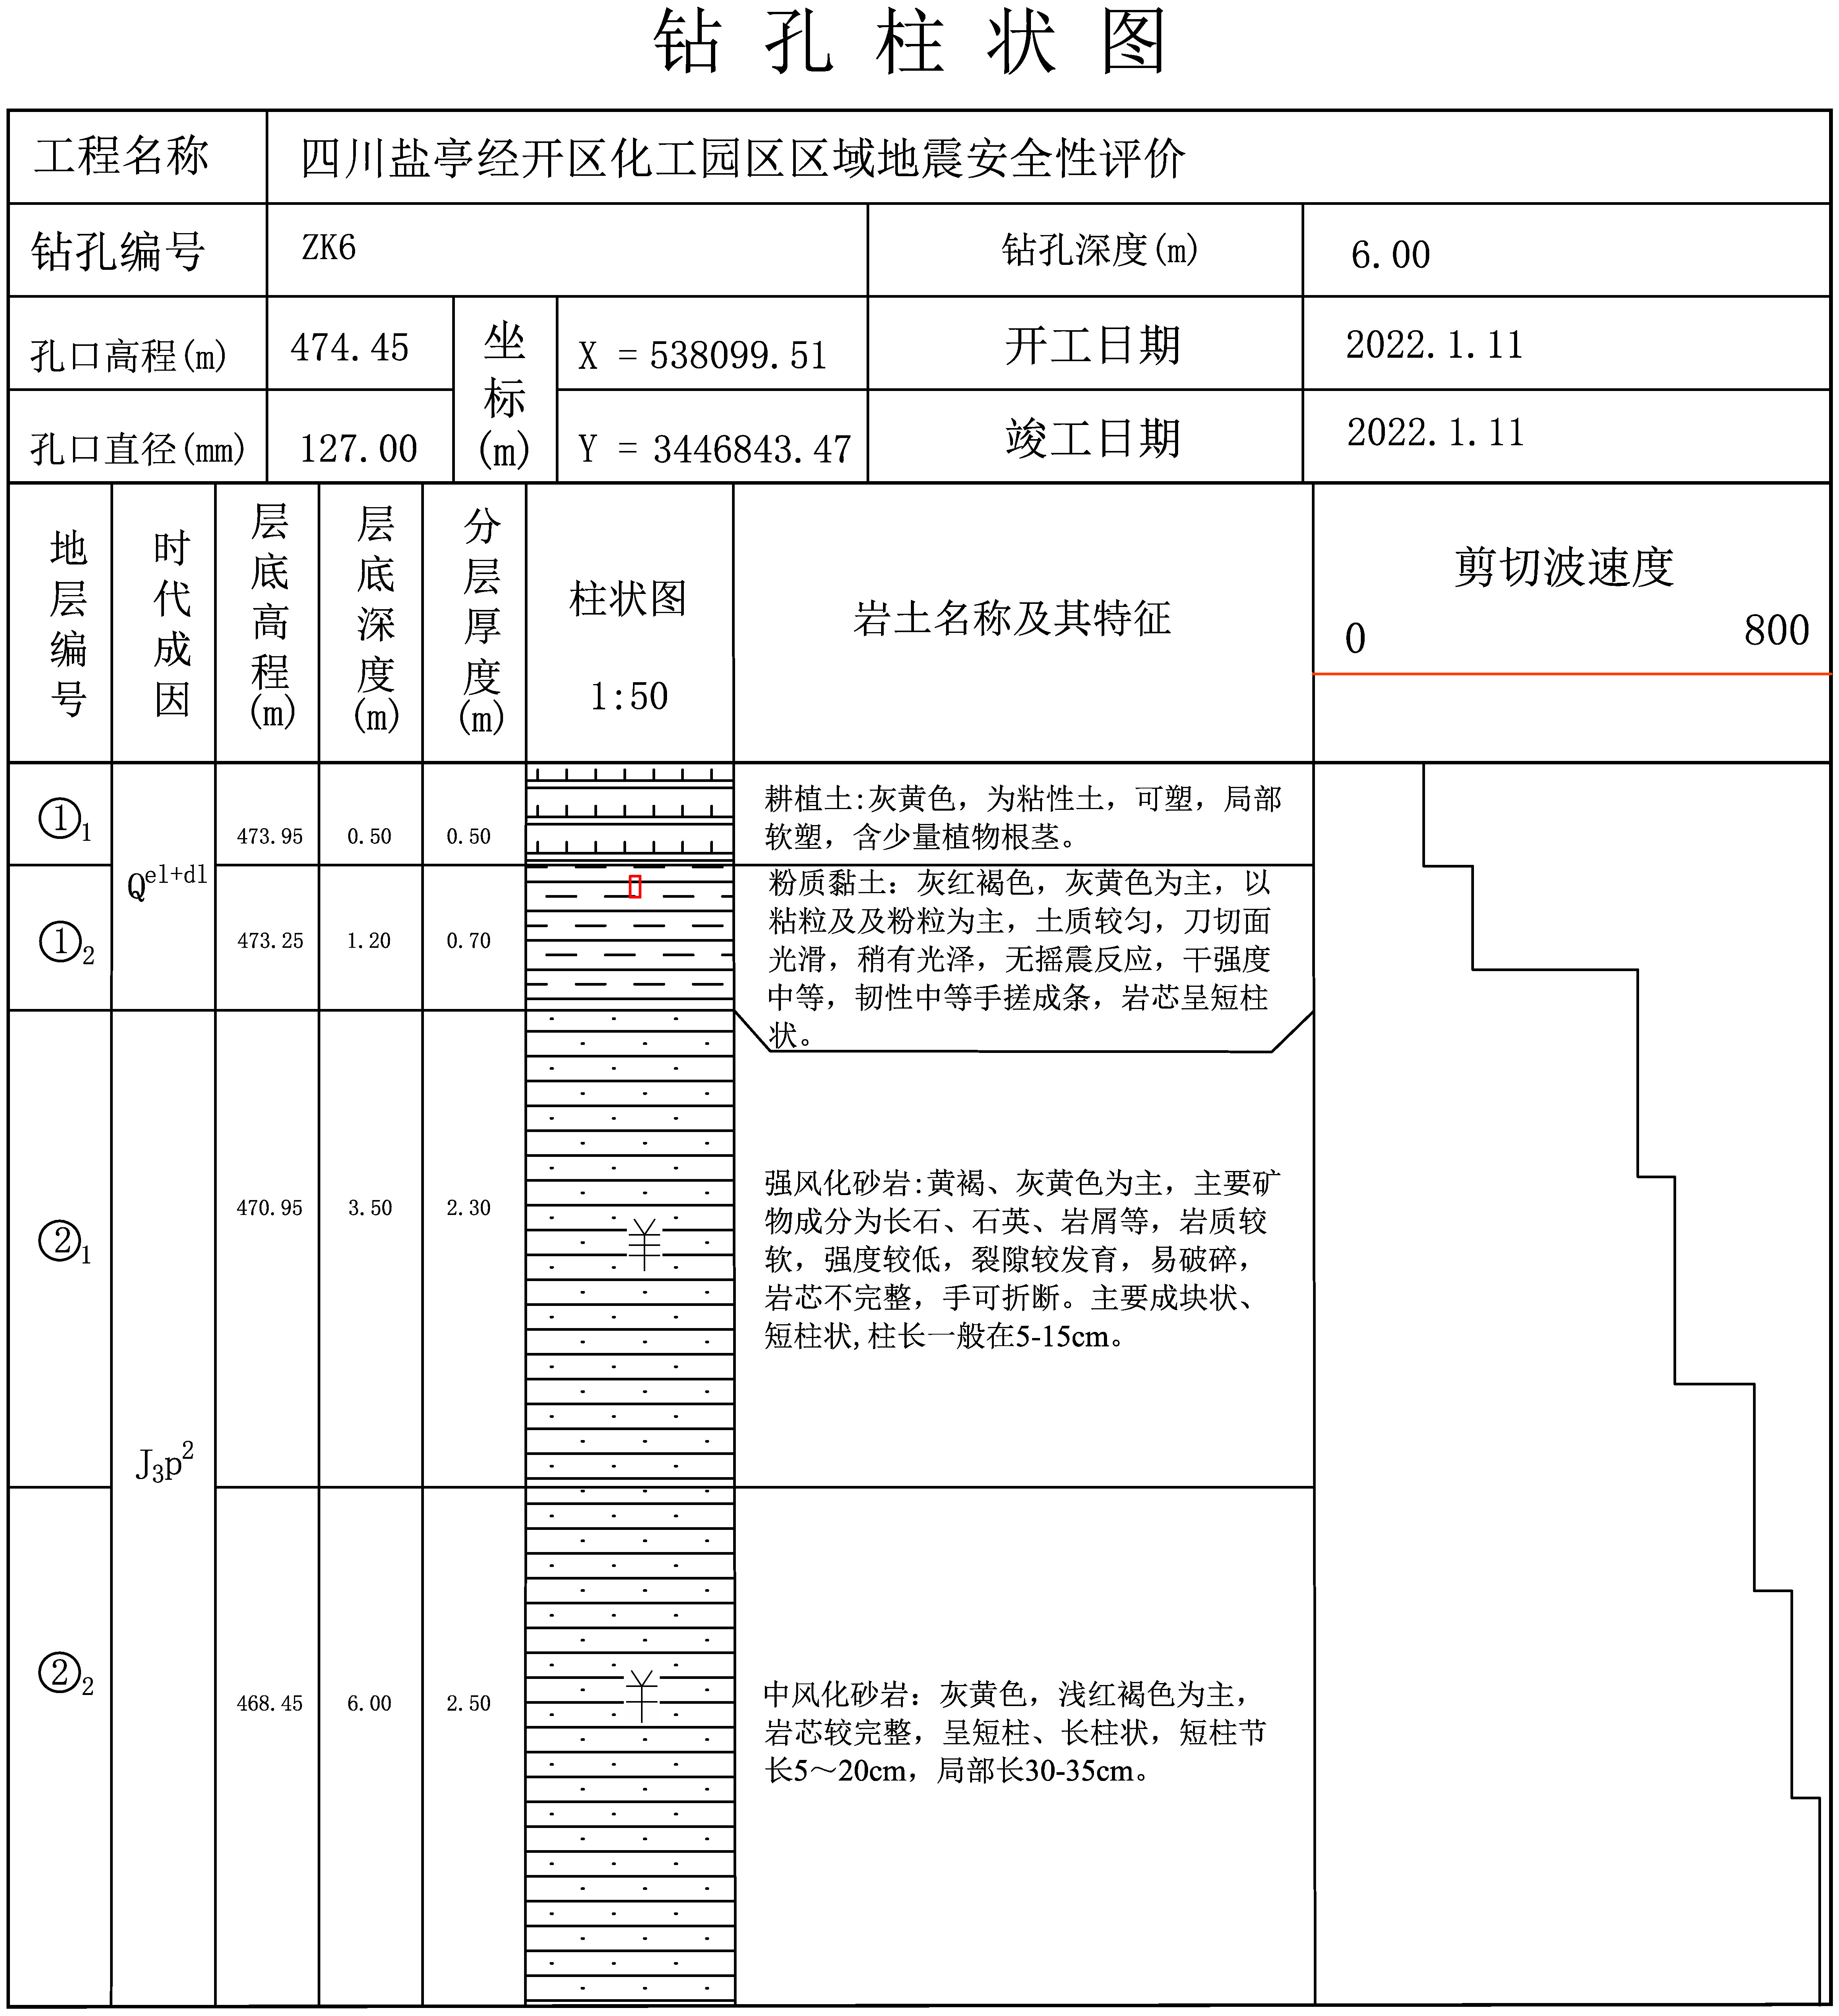 钻孔柱状图
工程名称 四川盐亭经开区化工园区区域地震安全性评价
钻孔编号 ZK6 钻孔深度(m) 6.00
孔口高程(m) 474.45 坐标(m) X = 538099.51 开工日期 2022.1.11
孔口直径(mm) 127.00 Y = 3446843.47 竣工日期 2022.1.11
地层编号 时代成因 层底高程(m) 层底深度(m) 分层厚度(m) 柱状图 1:50 岩土名称及其特征 剪切波速度
0 800
①1 Qel+dl 473.95 0.50 0.50
耕植土:灰黄色，为粘性土，可塑，局部
软塑，含少量植物根茎。
①2 473.25 1.20 0.70
粉质黏土：灰红褐色，灰黄色为主，以
粘粒及及粉粒为主，土质较匀，刀切面
光滑，稍有光泽，无摇震反应，干强度
中等，韧性中等手搓成条，岩芯呈短柱
状。
②1 J3p2 470.95 3.50 2.30
强风化砂岩:黄褐、灰黄色为主，主要矿
物成分为长石、石英、岩屑等，岩质较
软，强度较低，裂隙较发育，易破碎，
岩芯不完整，手可折断。主要成块状、
短柱状,柱长一般在5-15cm。
②2 468.45 6.00 2.50
中风化砂岩：灰黄色，浅红褐色为主，
岩芯较完整，呈短柱、长柱状，短柱节
长5～20cm，局部长30-35cm。